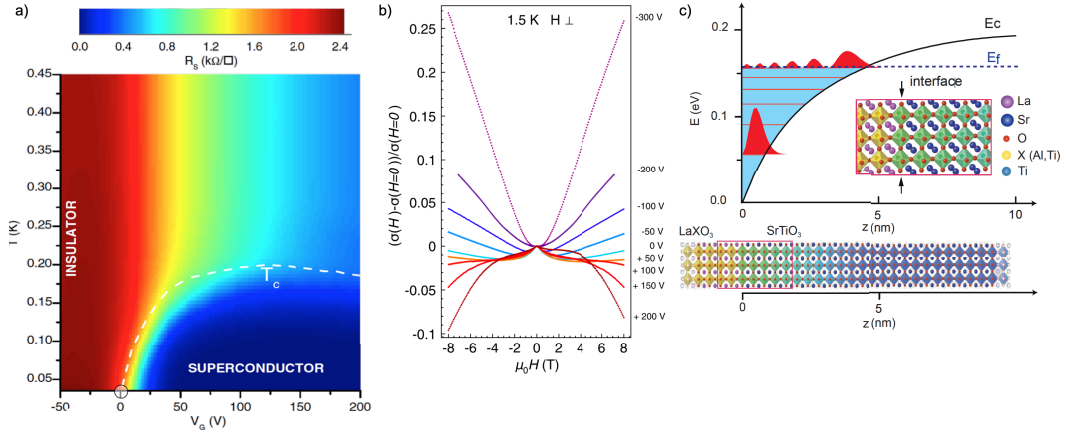 a)
0.0 0.4 0.8 1.2 1.6 2.0 2.4
R_S (kΩ/□)
0.45
0.40
0.35
0.30
0.25
0.20
0.15
0.10
0.05
T (K)
INSULATOR
T_c
SUPERCONDUCTOR
-50 0 50 100 150 200
V_G (V)
b)
1.5 K H ⊥
0.25
0.2
0.15
0.1
0.05
0
-0.05
-0.1
(σ(H)-σ(H=0))/σ(H=0)
-300 V
-200 V
-100 V
-50 V
0 V
+ 50 V
+ 100 V
+ 150 V
+ 200 V
-8 -6 -4 -2 0 2 4 6 8
μ₀H (T)
c)
Ec
Ef
0.2
0.1
0.0
E (eV)
interface
La
Sr
O
X (Al,Ti)
Ti
0 5 10
z (nm)
LaXO₃ SrTiO₃
0 5
z (nm)